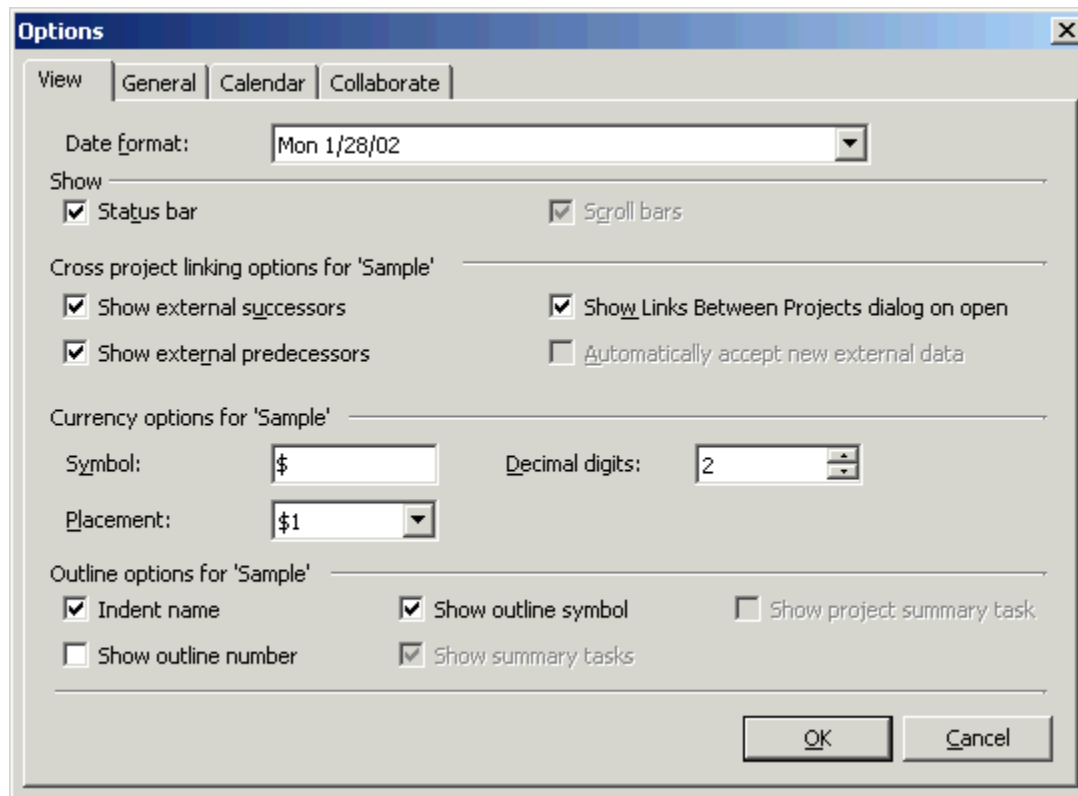 Options
View General Calendar Collaborate
Date format: Mon 1/28/02
Show
Status bar Scroll bars
Cross project linking options for 'Sample'
Show external successors Show Links Between Projects dialog on open
Show external predecessors Automatically accept new external data
Currency options for 'Sample'
Symbol: $ Decimal digits: 2
Placement: $1
Outline options for 'Sample'
Indent name Show outline symbol Show project summary task
Show outline number Show summary tasks
OK Cancel